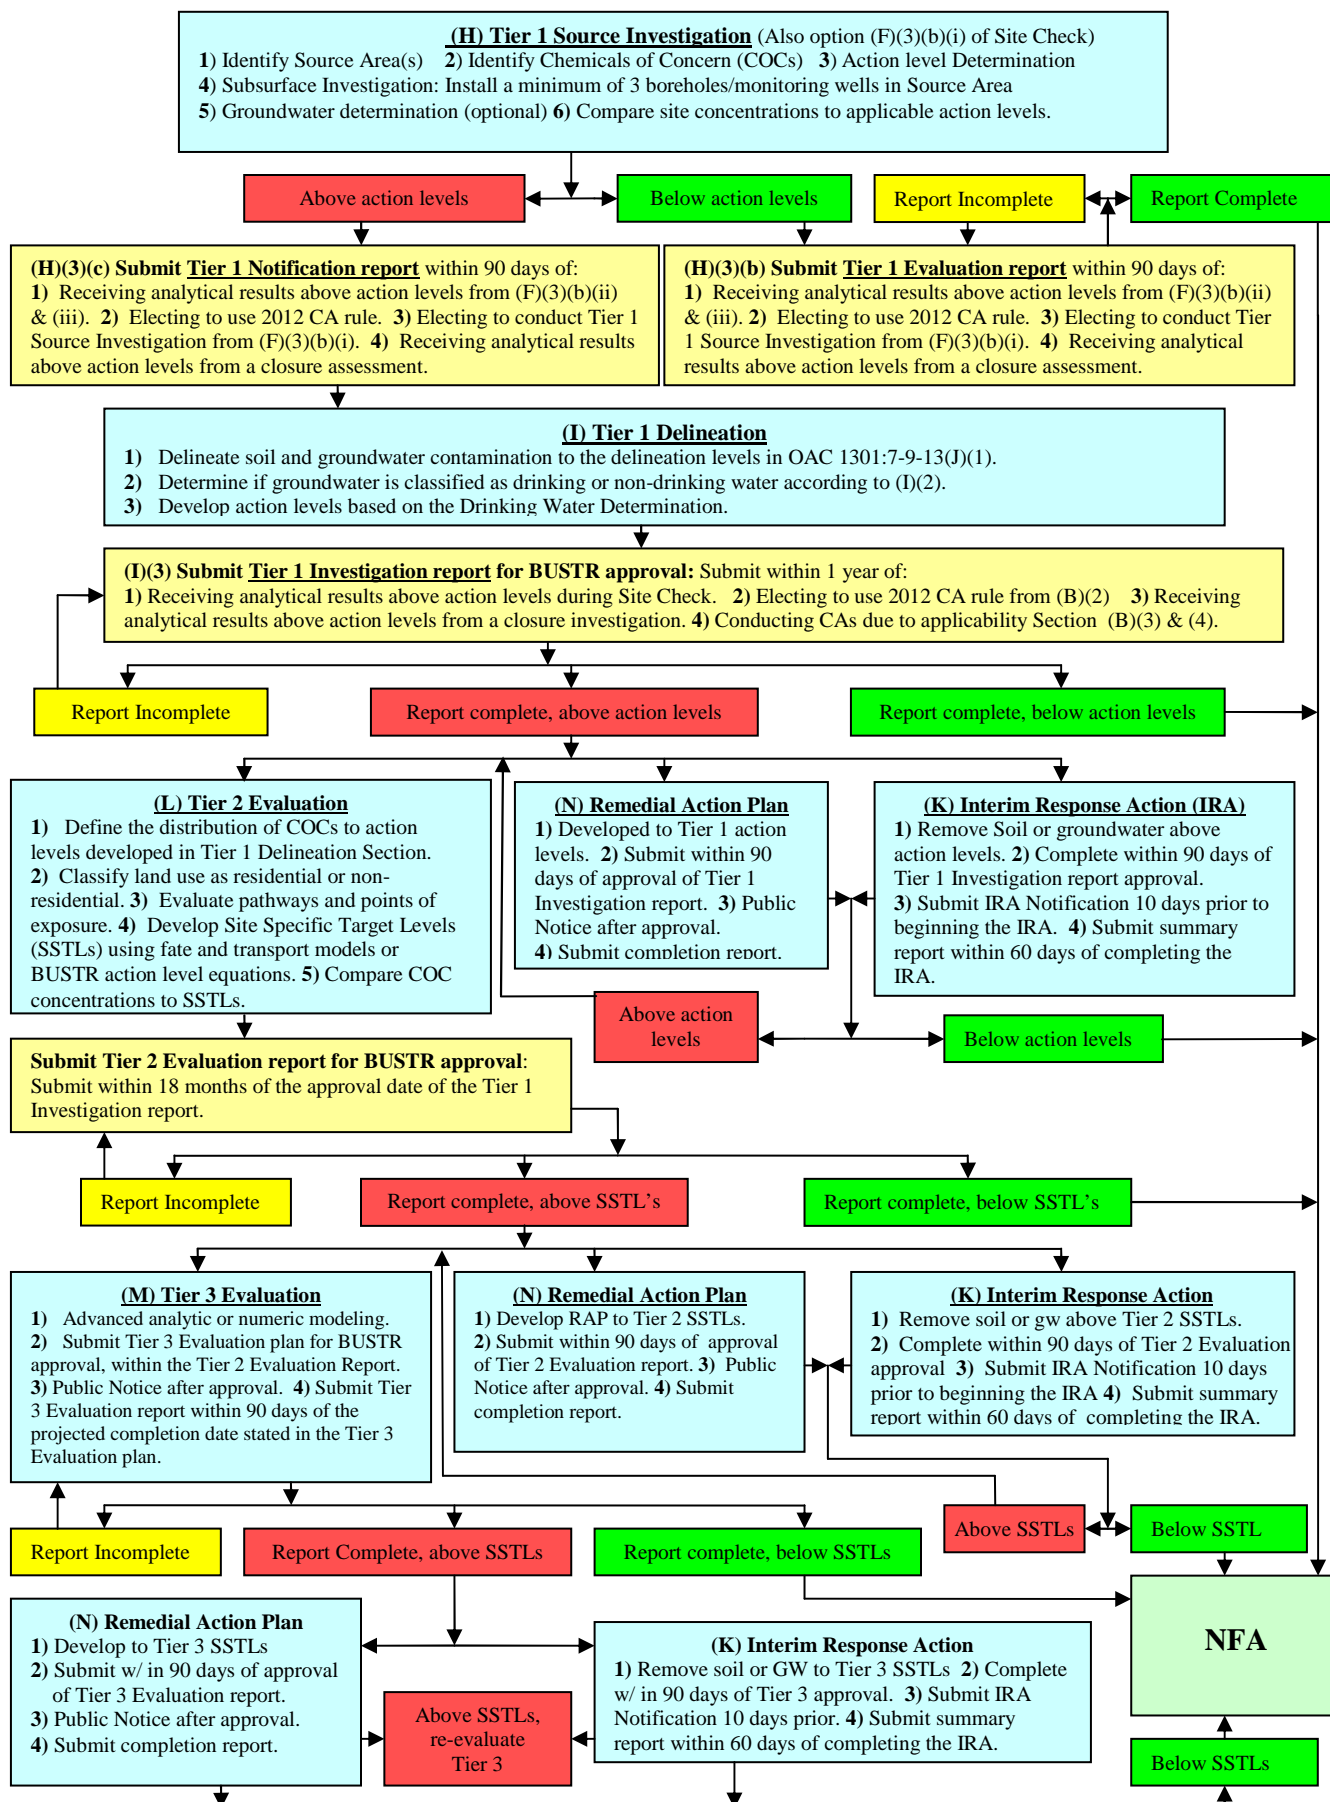 (H) Tier 1 Source Investigation (Also option (F)(3)(b)(i) of Site Check)
1) Identify Source Area(s) 2) Identify Chemicals of Concern (COCs) 3) Action level Determination
4) Subsurface Investigation: Install a minimum of 3 boreholes/monitoring wells in Source Area
5) Groundwater determination (optional) 6) Compare site concentrations to applicable action levels.
Above action levels
Below action levels
Report Incomplete
Report Complete
(H)(3)(c) Submit Tier 1 Notification report within 90 days of:
1) Receiving analytical results above action levels from (F)(3)(b)(ii)
& (iii). 2) Electing to use 2012 CA rule. 3) Electing to conduct Tier 1
Source Investigation from (F)(3)(b)(i). 4) Receiving analytical results
above action levels from a closure assessment.
(H)(3)(b) Submit Tier 1 Evaluation report within 90 days of:
1) Receiving analytical results above action levels from (F)(3)(b)(ii)
& (iii). 2) Electing to use 2012 CA rule. 3) Electing to conduct Tier
1 Source Investigation from (F)(3)(b)(i). 4) Receiving analytical
results above action levels from a closure assessment.
(I) Tier 1 Delineation
1) Delineate soil and groundwater contamination to the delineation levels in OAC 1301:7-9-13(J)(1).
2) Determine if groundwater is classified as drinking or non-drinking water according to (I)(2).
3) Develop action levels based on the Drinking Water Determination.
(I)(3) Submit Tier 1 Investigation report for BUSTR approval: Submit within 1 year of:
1) Receiving analytical results above action levels during Site Check. 2) Electing to use 2012 CA rule from (B)(2) 3) Receiving
analytical results above action levels from a closure investigation. 4) Conducting CAs due to applicability Section (B)(3) & (4).
Report Incomplete
Report complete, above action levels
Report complete, below action levels
(L) Tier 2 Evaluation
1) Define the distribution of COCs to action
levels developed in Tier 1 Delineation Section.
2) Classify land use as residential or non-
residential. 3) Evaluate pathways and points of
exposure. 4) Develop Site Specific Target Levels
(SSTLs) using fate and transport models or
BUSTR action level equations. 5) Compare COC
concentrations to SSTLs.
(N) Remedial Action Plan
1) Developed to Tier 1 action
levels. 2) Submit within 90
days of approval of Tier 1
Investigation report. 3) Public
Notice after approval.
4) Submit completion report.
(K) Interim Response Action (IRA)
1) Remove Soil or groundwater above
action levels. 2) Complete within 90 days of
Tier 1 Investigation report approval.
3) Submit IRA Notification 10 days prior to
beginning the IRA. 4) Submit summary
report within 60 days of completing the
IRA.
Above action
levels
Below action levels
Submit Tier 2 Evaluation report for BUSTR approval:
Submit within 18 months of the approval date of the Tier 1
Investigation report.
Report Incomplete
Report complete, above SSTL's
Report complete, below SSTL's
(M) Tier 3 Evaluation
1) Advanced analytic or numeric modeling.
2) Submit Tier 3 Evaluation plan for BUSTR
approval, within the Tier 2 Evaluation Report.
3) Public Notice after approval. 4) Submit Tier
3 Evaluation report within 90 days of the
projected completion date stated in the Tier 3
Evaluation plan.
(N) Remedial Action Plan
1) Develop RAP to Tier 2 SSTLs.
2) Submit within 90 days of approval
of Tier 2 Evaluation report. 3) Public
Notice after approval. 4) Submit
completion report.
(K) Interim Response Action
1) Remove soil or gw above Tier 2 SSTLs.
2) Complete within 90 days of Tier 2 Evaluation
approval 3) Submit IRA Notification 10 days
prior to beginning the IRA 4) Submit summary
report within 60 days of completing the IRA.
Above SSTLs
Below SSTL
Report Incomplete
Report Complete, above SSTLs
Report complete, below SSTLs
(N) Remedial Action Plan
1) Develop to Tier 3 SSTLs
2) Submit w/ in 90 days of approval
of Tier 3 Evaluation report.
3) Public Notice after approval.
4) Submit completion report.
Above SSTLs,
re-evaluate
Tier 3
(K) Interim Response Action
1) Remove soil or GW to Tier 3 SSTLs 2) Complete
w/ in 90 days of Tier 3 approval. 3) Submit IRA
Notification 10 days prior. 4) Submit summary
report within 60 days of completing the IRA.
NFA
Below SSTLs